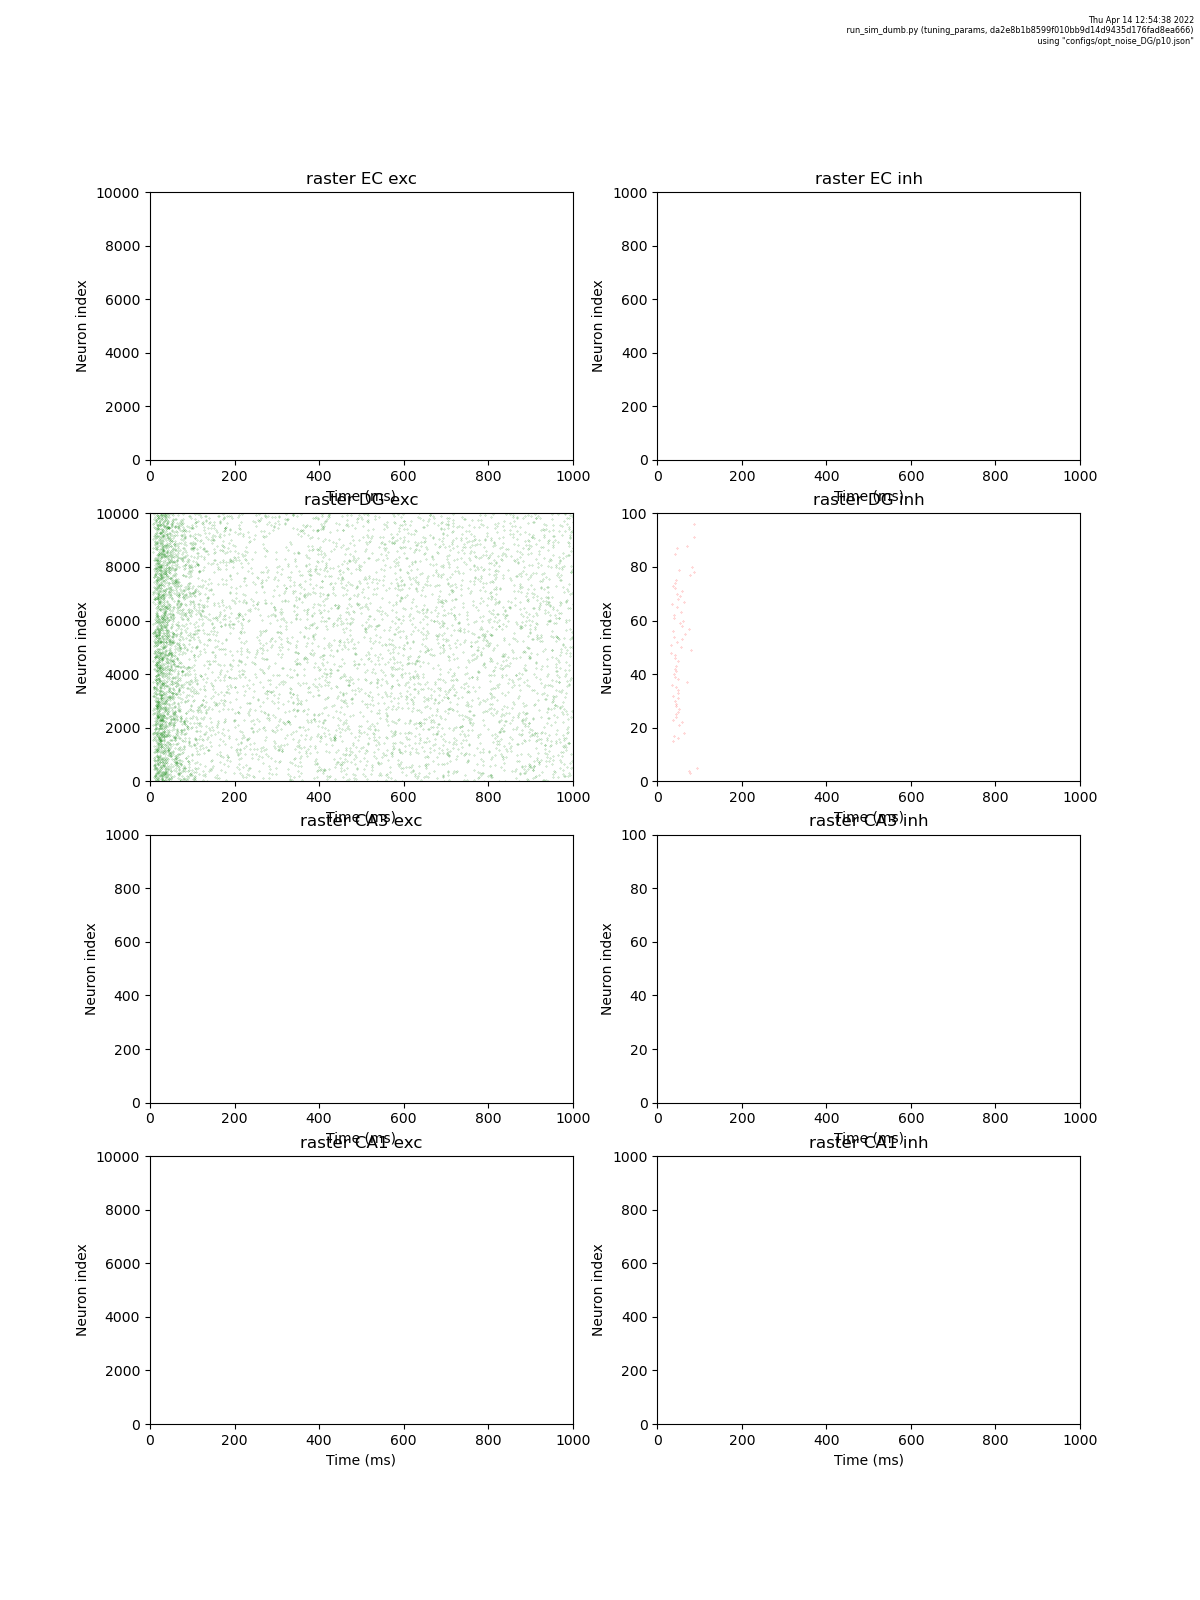 Thu Apr 14 12:54:38 2022
run_sim_dumb.py (tuning_params, da2e8b1b8599f010bb9d14d9435d176fad8ea666)
using "configs/opt_noise_DG/p10.json"
raster EC exc
10000
8000
6000
4000
2000
0
Neuron index
0 200 400 600 800 1000
Time (ms)
raster EC inh
1000
800
600
400
200
0
Neuron index
0 200 400 600 800 1000
Time (ms)
raster DG exc
10000
8000
6000
4000
2000
0
Neuron index
0 200 400 600 800 1000
Time (ms)
raster DG inh
100
80
60
40
20
0
Neuron index
0 200 400 600 800 1000
Time (ms)
raster CA3 exc
1000
800
600
400
200
0
Neuron index
0 200 400 600 800 1000
Time (ms)
raster CA3 inh
100
80
60
40
20
0
Neuron index
0 200 400 600 800 1000
Time (ms)
raster CA1 exc
10000
8000
6000
4000
2000
0
Neuron index
0 200 400 600 800 1000
Time (ms)
raster CA1 inh
1000
800
600
400
200
0
Neuron index
0 200 400 600 800 1000
Time (ms)